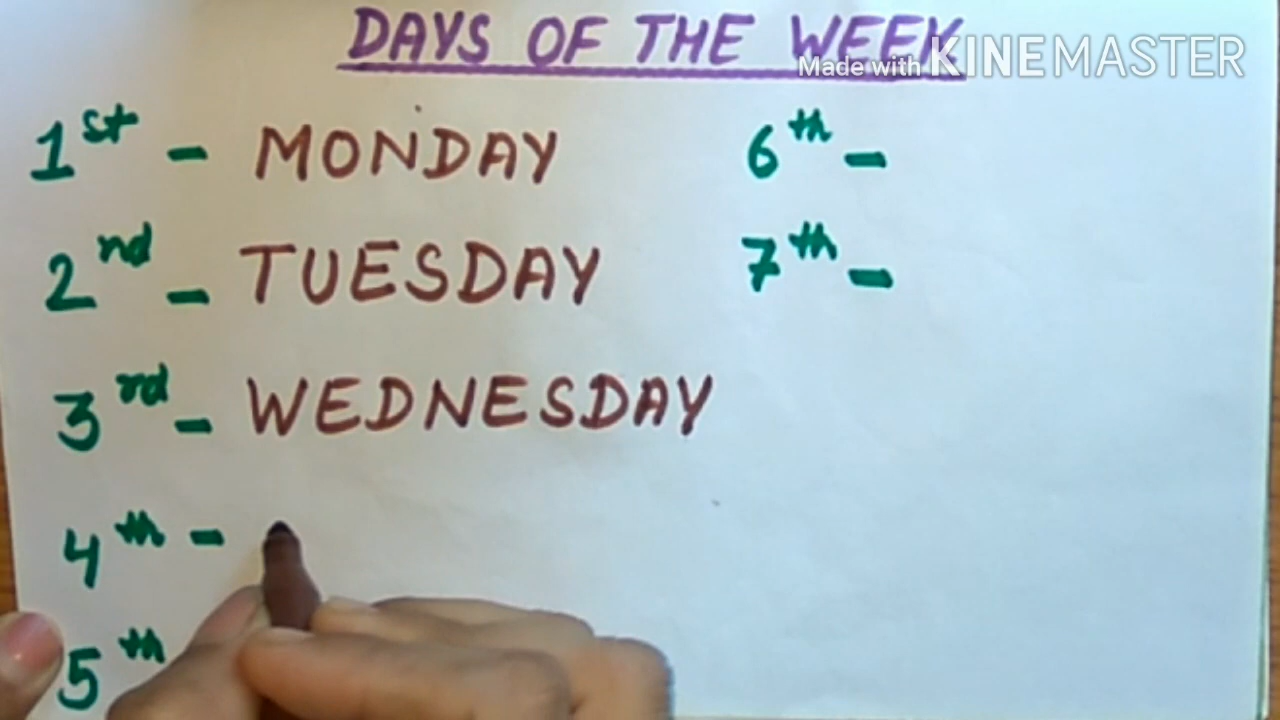 DAYS OF THE WEEK
Made with KINEMASTER
1st - MONDAY
2nd - TUESDAY
3rd - WEDNESDAY
4th -
5th
6th -
7th -